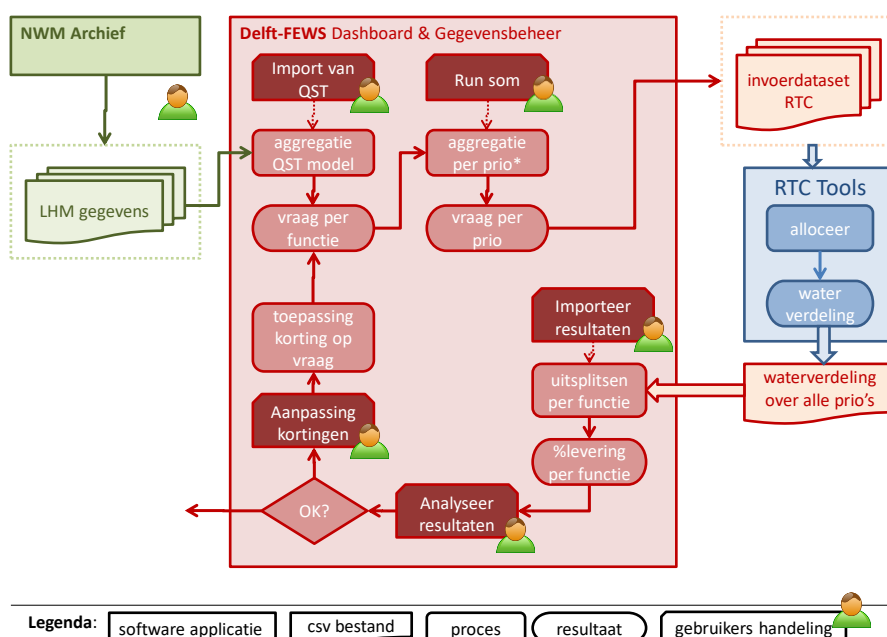 NWM Archief
Delft-FEWS Dashboard & Gegevensbeheer
Import van
QST
Run som
invoerdataset
RTC
aggregatie
QST model
aggregatie
per prio*
LHM gegevens
vraag per
functie
vraag per
prio
RTC Tools
alloceer
water
verdeling
toepassing
korting op
vraag
Importeer
resultaten
uitsplitsen
per functie
waterverdeling
over alle prio's
Aanpassing
kortingen
%levering
per functie
OK?
Analyseer
resultaten
Legenda:
software applicatie
csv bestand
proces
resultaat
gebruikers handeling